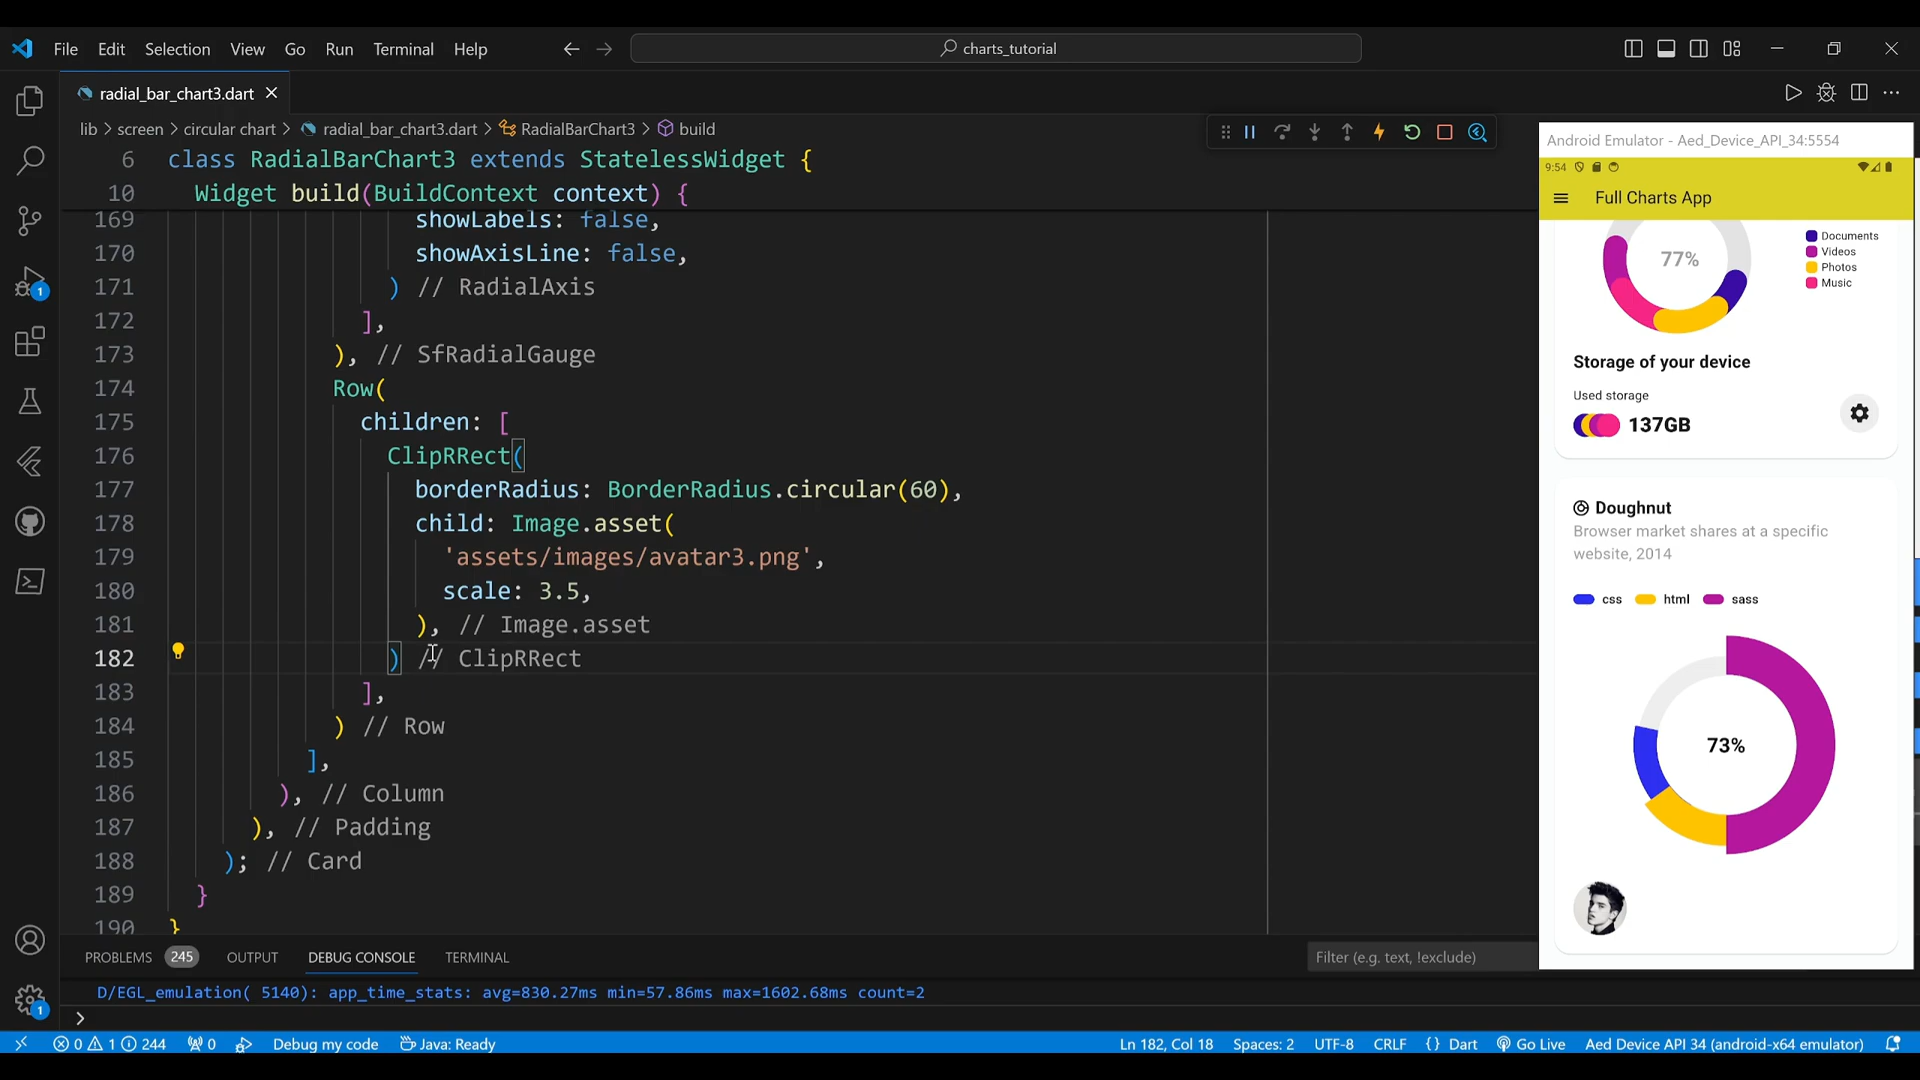 File Edit Selection View Go Run Terminal Help
charts_tutorial
radial_bar_chart3.dart
lib > screen > circular chart > radial_bar_chart3.dart > RadialBarChart3 > build
6 class RadialBarChart3 extends StatelessWidget {
10 Widget build(BuildContext context) {
169 showLabels: false,
170 showAxisLine: false,
171 ) // RadialAxis
172 ],
173 ), // SfRadialGauge
174 Row(
175 children: [
176 ClipRRect(
177 borderRadius: BorderRadius.circular(60),
178 child: Image.asset(
179 'assets/images/avatar3.png',
180 scale: 3.5,
181 ), // Image.asset
182 ) // ClipRRect
183 ],
184 ) // Row
185 ],
186 ), // Column
187 ), // Padding
188 ); // Card
189 }
190 }
Android Emulator - Aed_Device_API_34:5554
9:54
Full Charts App
77%
Documents
Videos
Photos
Music
Storage of your device
Used storage
137GB
Doughnut
Browser market shares at a specific
website, 2014
css html sass
73%
PROBLEMS 245 OUTPUT DEBUG CONSOLE TERMINAL
Filter (e.g. text, !exclude)
D/EGL_emulation( 5140): app_time_stats: avg=830.27ms min=57.86ms max=1602.68ms count=2
>
1
1
0 1 244 0 Debug my code Java: Ready
Ln 182, Col 18 Spaces: 2 UTF-8 CRLF {} Dart Go Live Aed Device API 34 (android-x64 emulator)